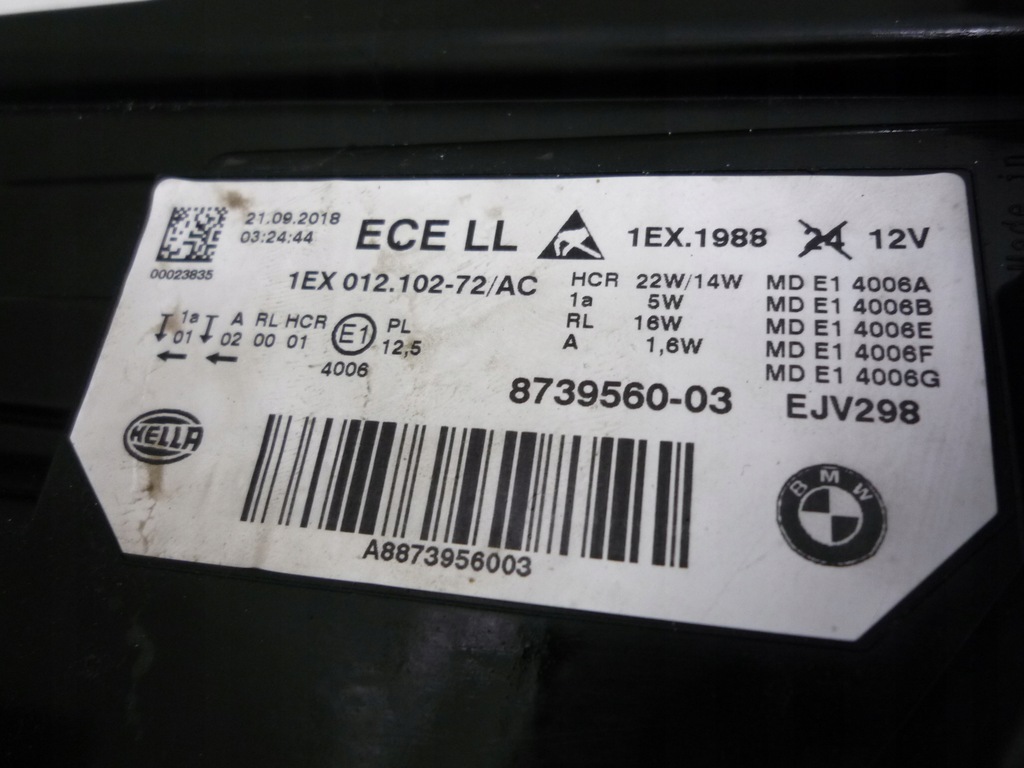 21.09.2018
03:24:44
00023835
ECE LL
1EX.1988
24 12V
1EX 012.102-72/AC
HCR 22W/14W
1a 5W
RL 16W
A 1,6W
MD E1 4006A
MD E1 4006B
MD E1 4006E
MD E1 4006F
MD E1 4006G
1a A RL HCR
01 02 00 01
E1
PL
12,5
4006
8739560-03
EJV298
HELLA
BMW
A8873956003
Made in